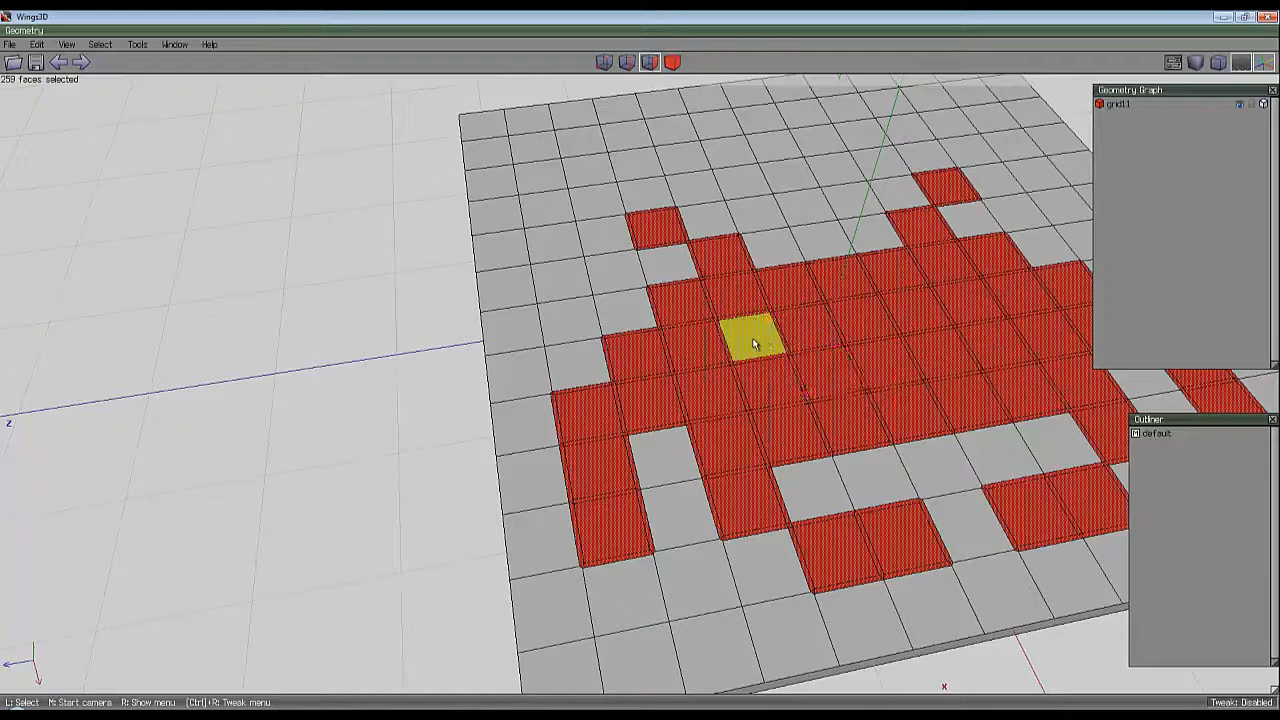 Wings3D
Geometry
File Edit View Select Tools Window Help
259 faces selected
Geometry Graph
grid11
Outliner
M default
Y
Z
X
L: Select M: Start camera R: Show menu [Ctrl]+R: Tweak menu
Tweak: Disabled